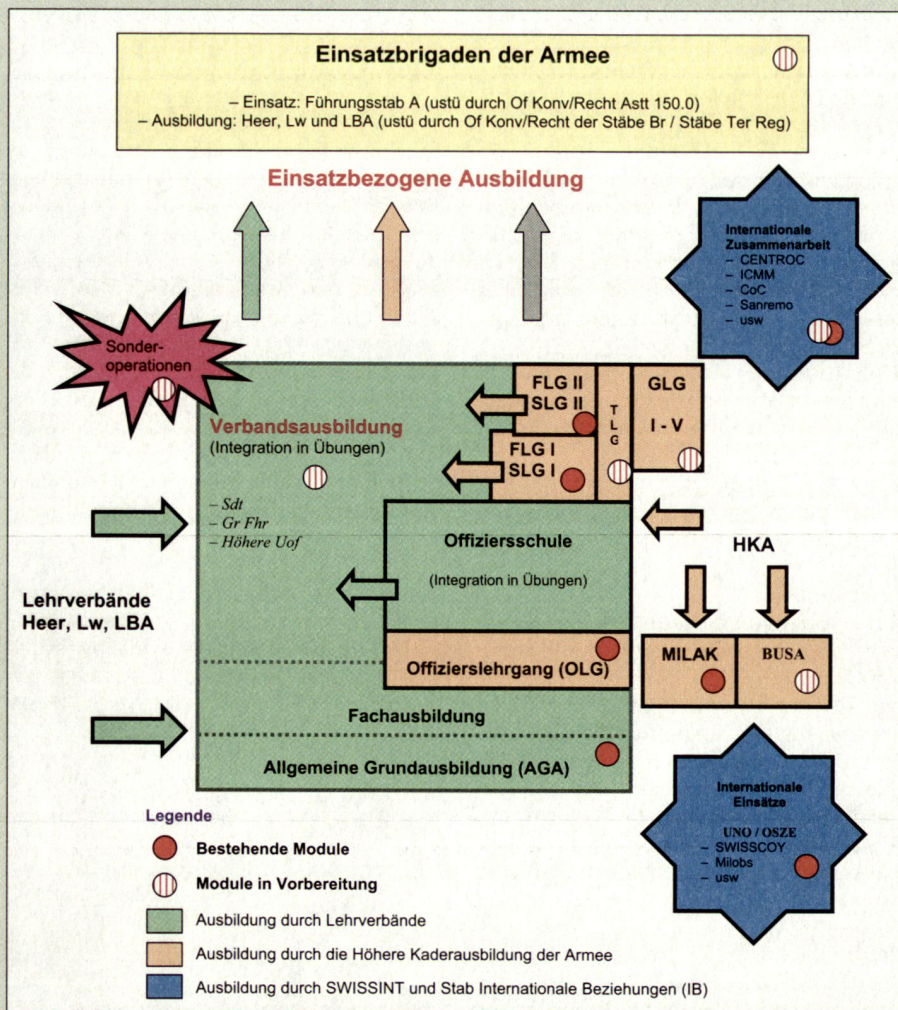 Einsatzbrigaden der Armee
– Einsatz: Führungsstab A (ustü durch Of Konv/Recht Astt 150.0)
– Ausbildung: Heer, Lw und LBA (ustü durch Of Konv/Recht der Stäbe Br / Stäbe Ter Reg)
Einsatzbezogene Ausbildung
Internationale
Zusammenarbeit
– CENTROC
– ICMM
– CoC
– Sanremo
– usw
Sonder-
operationen
Verbandsausbildung
(Integration in Übungen)
– Sdt
– Gr Fhr
– Höhere Uof
FLG II
SLG II
FLG I
SLG I
T
L
G
GLG
I - V
Offiziersschule
(Integration in Übungen)
HKA
Lehrverbände
Heer, Lw, LBA
Offizierslehrgang (OLG)
MILAK
BUSA
Fachausbildung
Allgemeine Grundausbildung (AGA)
Internationale
Einsätze
UNO / OSZE
– SWISSCOY
– Milobs
– usw
Legende
Bestehende Module
Module in Vorbereitung
Ausbildung durch Lehrverbände
Ausbildung durch die Höhere Kaderausbildung der Armee
Ausbildung durch SWISSINT und Stab Internationale Beziehungen (IB)